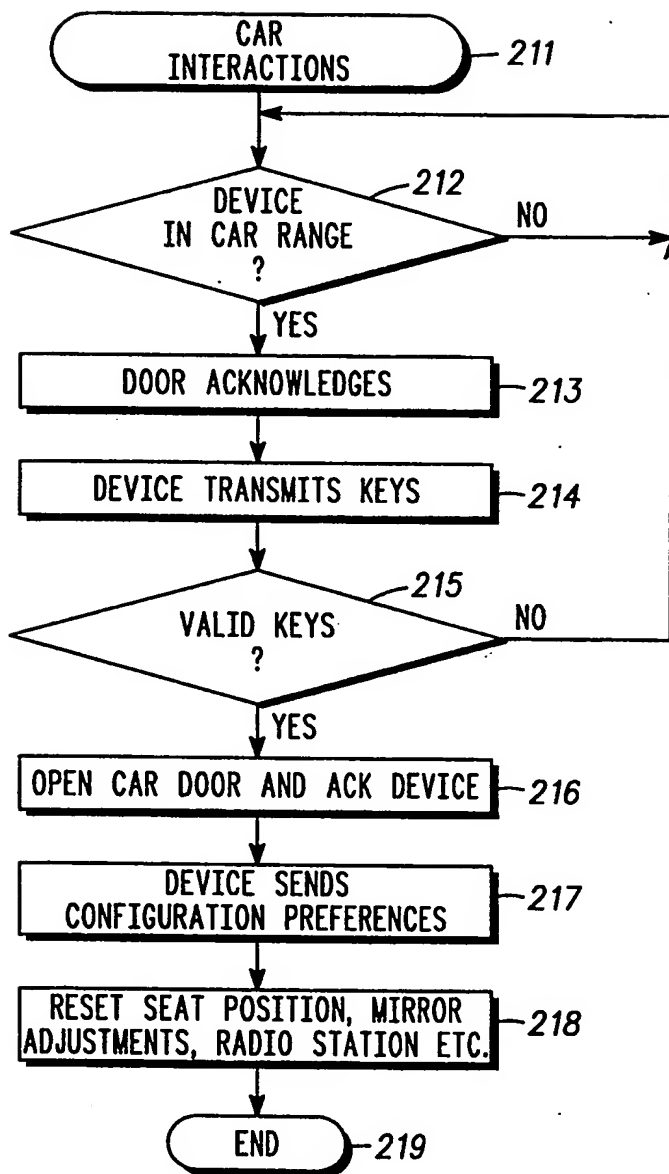 CAR
INTERACTIONS
211
DEVICE
IN CAR RANGE
?
212
NO
YES
DOOR ACKNOWLEDGES
213
DEVICE TRANSMITS KEYS
214
VALID KEYS
?
215
NO
YES
OPEN CAR DOOR AND ACK DEVICE
216
DEVICE SENDS
CONFIGURATION PREFERENCES
217
RESET SEAT POSITION, MIRROR
ADJUSTMENTS, RADIO STATION ETC.
218
END
219